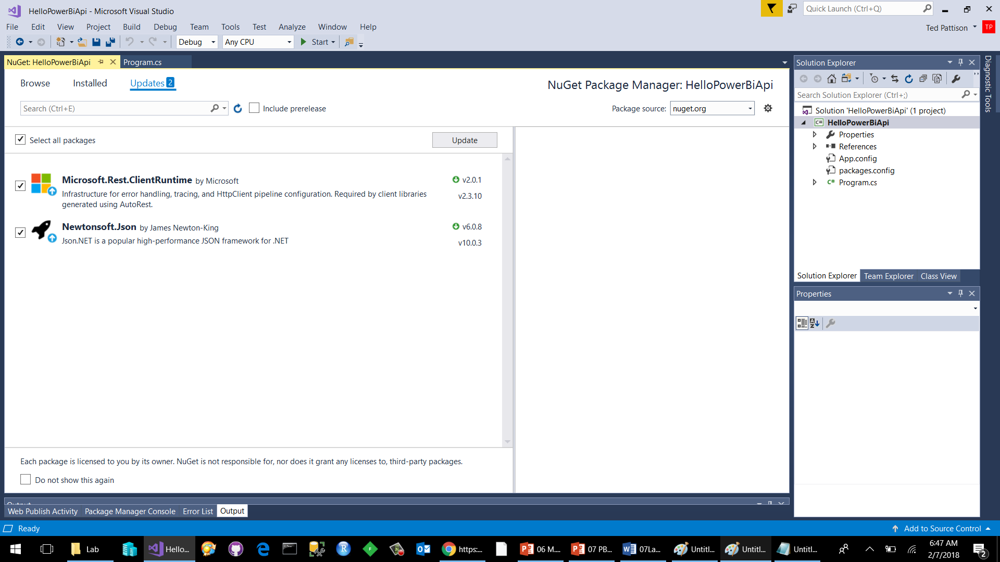 HelloPowerBiApi - Microsoft Visual Studio
Quick Launch (Ctrl+Q)
File Edit View Project Build Debug Team Tools Test Analyze Window Help
Ted Pattison TP
Debug Any CPU Start
NuGet: HelloPowerBiApi Program.cs
Browse Installed Updates 2
NuGet Package Manager: HelloPowerBiApi
Search (Ctrl+E) Include prerelease
Package source: nuget.org
Select all packages Update
Microsoft.Rest.ClientRuntime by Microsoft
v2.0.1
Infrastructure for error handling, tracing, and HttpClient pipeline configuration. Required by client libraries
generated using AutoRest.
v2.3.10
Newtonsoft.Json by James Newton-King
v6.0.8
Json.NET is a popular high-performance JSON framework for .NET
v10.0.3
Each package is licensed to you by its owner. NuGet is not responsible for, nor does it grant any licenses to, third-party packages.
Do not show this again
Output
Web Publish Activity Package Manager Console Error List Output
Solution Explorer
Search Solution Explorer (Ctrl+;)
Solution 'HelloPowerBiApi' (1 project)
C# HelloPowerBiApi
Properties
References
App.config
packages.config
C# Program.cs
Solution Explorer Team Explorer Class View
Properties
Diagnostic Tools
Ready
Add to Source Control
Lab
Hello...
https:...
06 M...
07 PB...
07La...
Untitl...
Untitl...
Untitl...
6:47 AM
2/7/2018
2